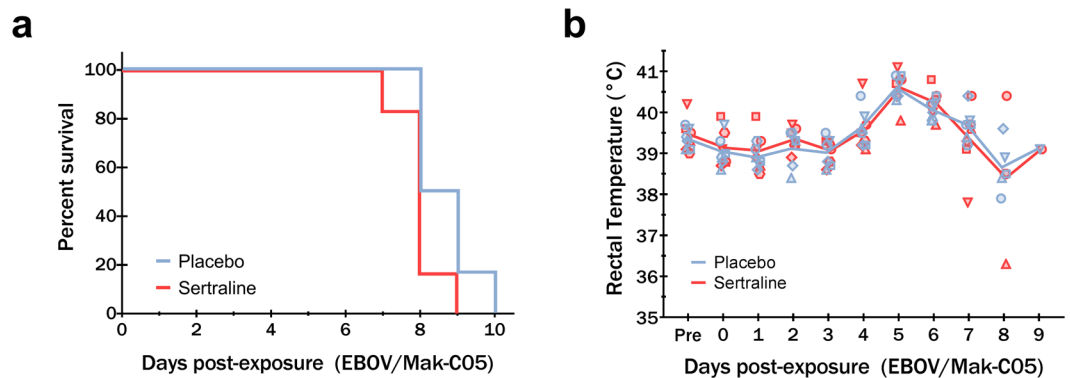 a
Percent survival
100
80
60
40
20
0
0 2 4 6 8 10
Placebo
Sertraline
Days post-exposure (EBOV/Mak-C05)
b
Rectal Temperature (°C)
41
40
39
38
37
36
35
Pre 0 1 2 3 4 5 6 7 8 9
Placebo
Sertraline
Days post-exposure (EBOV/Mak-C05)